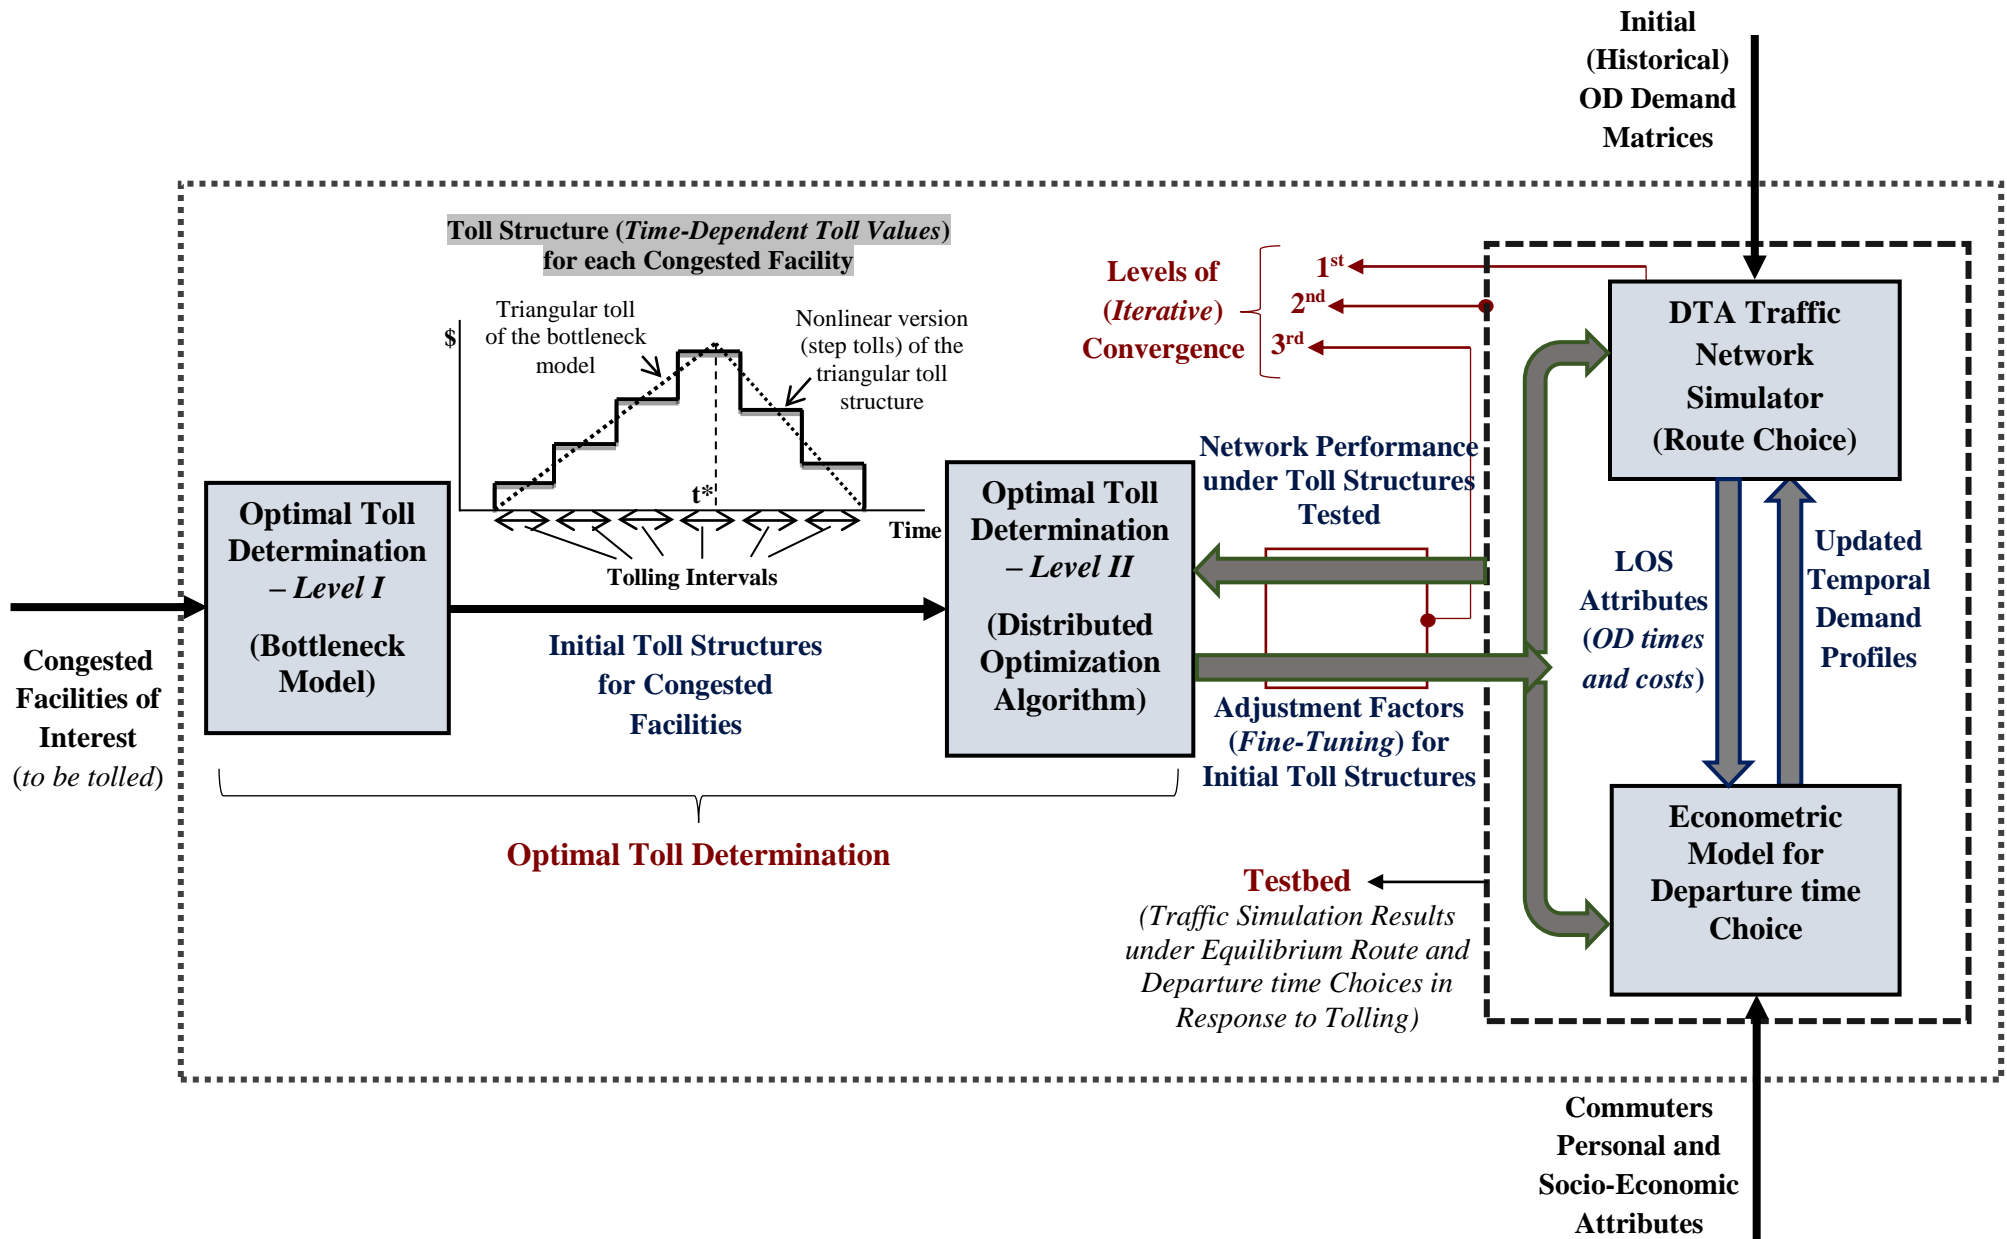 Initial
(Historical)
OD Demand
Matrices
Toll Structure (Time-Dependent Toll Values)
for each Congested Facility
Triangular toll
of the bottleneck
model
Nonlinear version
(step tolls) of the
triangular toll
structure
$
t*
Time
Tolling Intervals
Levels of
(Iterative)
Convergence
1st
2nd
3rd
DTA Traffic
Network
Simulator
(Route Choice)
Network Performance
under Toll Structures
Tested
Optimal Toll
Determination
– Level I
(Bottleneck
Model)
Optimal Toll
Determination
– Level II
(Distributed
Optimization
Algorithm)
LOS
Attributes
(OD times
and costs)
Updated
Temporal
Demand
Profiles
Congested
Facilities of
Interest
(to be tolled)
Initial Toll Structures
for Congested
Facilities
Adjustment Factors
(Fine-Tuning) for
Initial Toll Structures
Optimal Toll Determination
Econometric
Model for
Departure time
Choice
Testbed
(Traffic Simulation Results
under Equilibrium Route and
Departure time Choices in
Response to Tolling)
Commuters
Personal and
Socio-Economic
Attributes